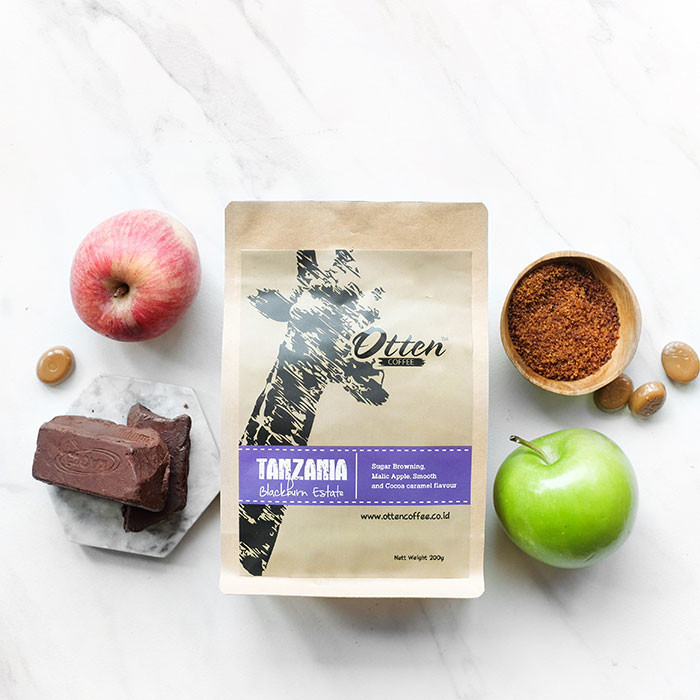 Otten
COFFEE
TANZANIA
Blackburn Estate
Sugar Browning,
Malic Apple, Smooth
and Cocoa caramel flavour
www.ottencoffee.co.id
Nett Weight 200g